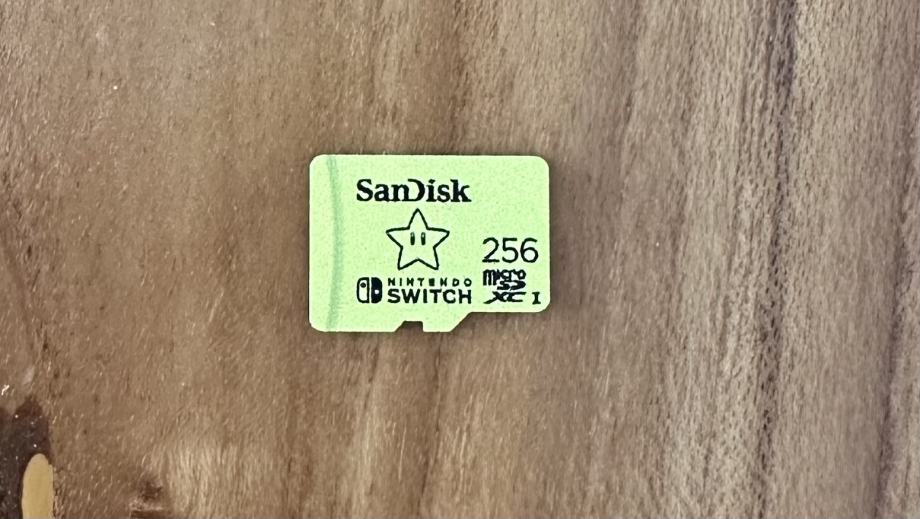 SanDisk
256
NINTENDO
SWITCH
micro
SD
XC I